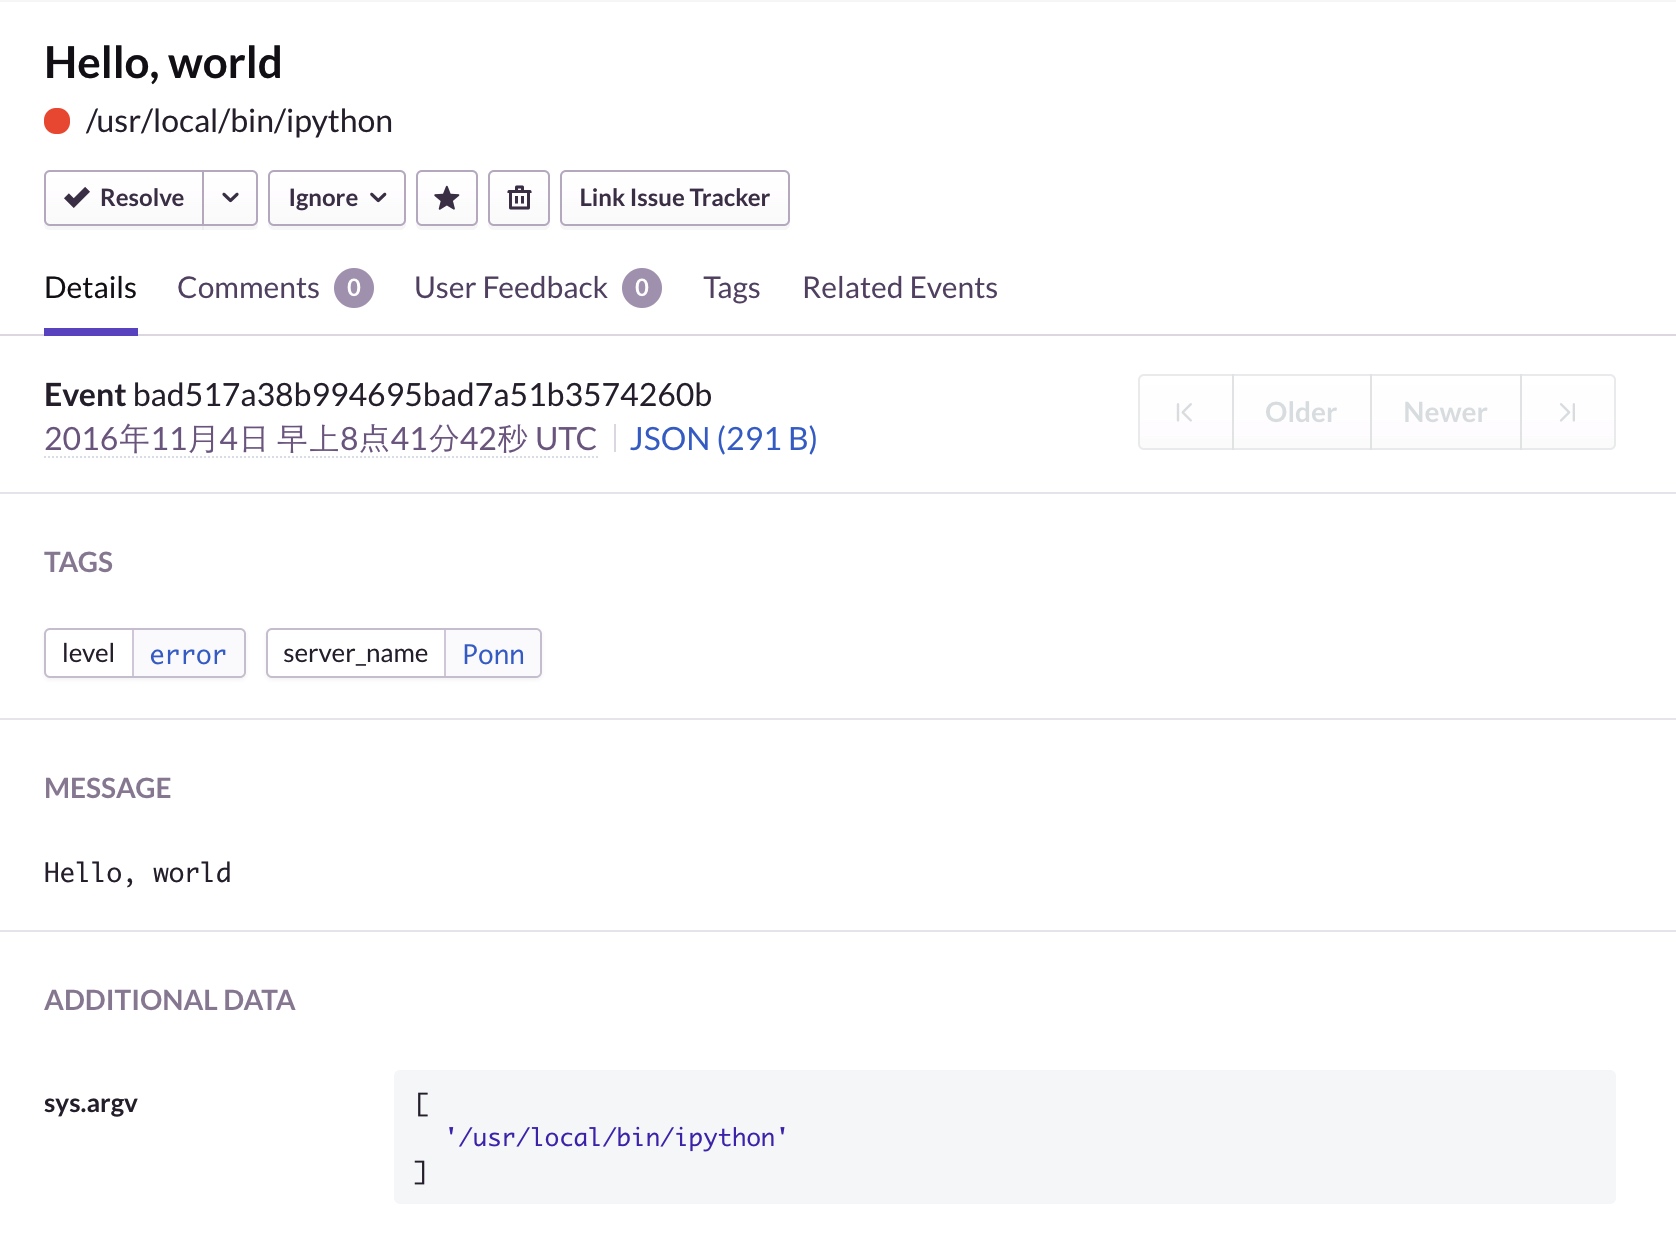 Hello, world
/usr/local/bin/ipython
Resolve Ignore Link Issue Tracker
Details Comments 0 User Feedback 0 Tags Related Events
Event bad517a38b994695bad7a51b3574260b
2016年11月4日 早上8点41分42秒 UTC JSON (291 B)
Older Newer
TAGS
level error server_name Ponn
MESSAGE
Hello, world
ADDITIONAL DATA
sys.argv
[
'/usr/local/bin/ipython'
]